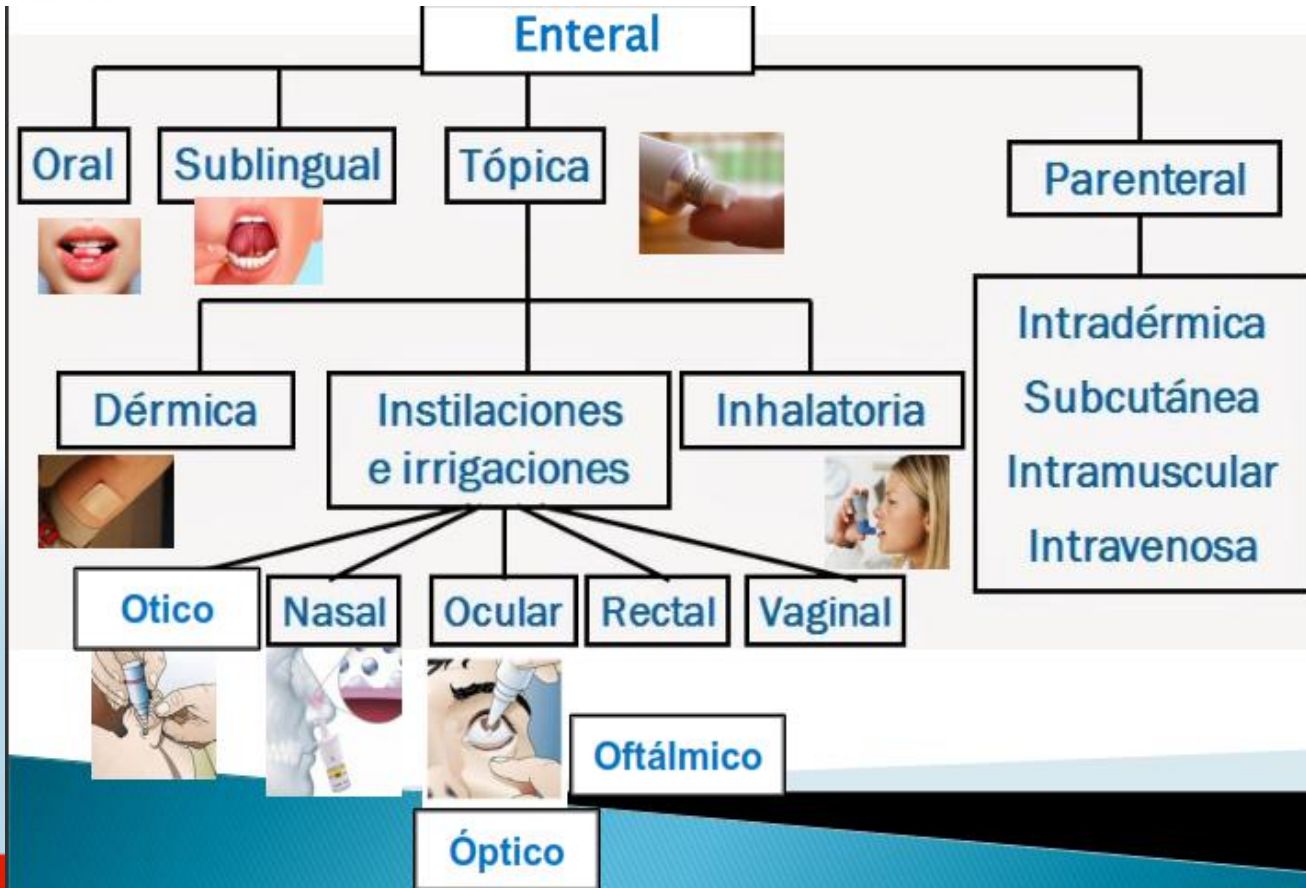 Enteral
Oral
Sublingual
Tópica
Parenteral
Intradérmica
Subcutánea
Intramuscular
Intravenosa
Dérmica
Instilaciones
e irrigaciones
Inhalatoria
Otico
Nasal
Ocular
Rectal
Vaginal
Oftálmico
Óptico